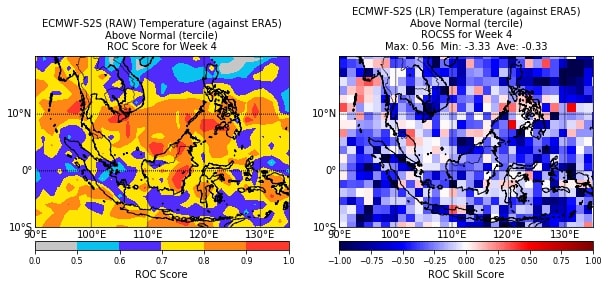 ECMWF-S2S (RAW) Temperature (against ERA5)
Above Normal (tercile)
ROC Score for Week 4
10°N
0°
10°S
90°E 100°E 110°E 120°E 130°E
0.0 0.5 0.6 0.7 0.8 0.9 1.0
ROC Score
ECMWF-S2S (LR) Temperature (against ERA5)
Above Normal (tercile)
ROCSS for Week 4
Max: 0.56 Min: -3.33 Ave: -0.33
10°N
0°
10°S
90°E 100°E 110°E 120°E 130°E
−1.00 −0.75 −0.50 −0.25 0.00 0.25 0.50 0.75 1.00
ROC Skill Score